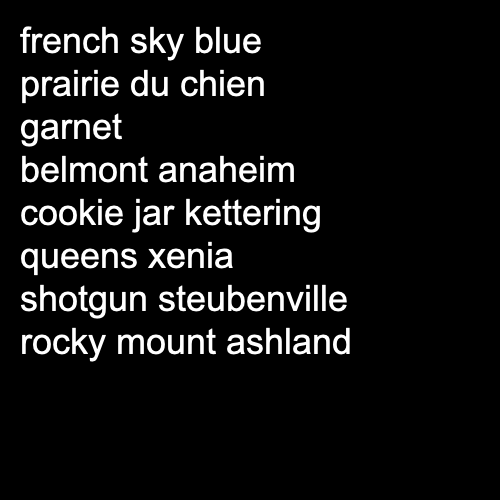 french sky blue
prairie du chien
garnet
belmont anaheim
cookie jar kettering
queens xenia
shotgun steubenville
rocky mount ashland